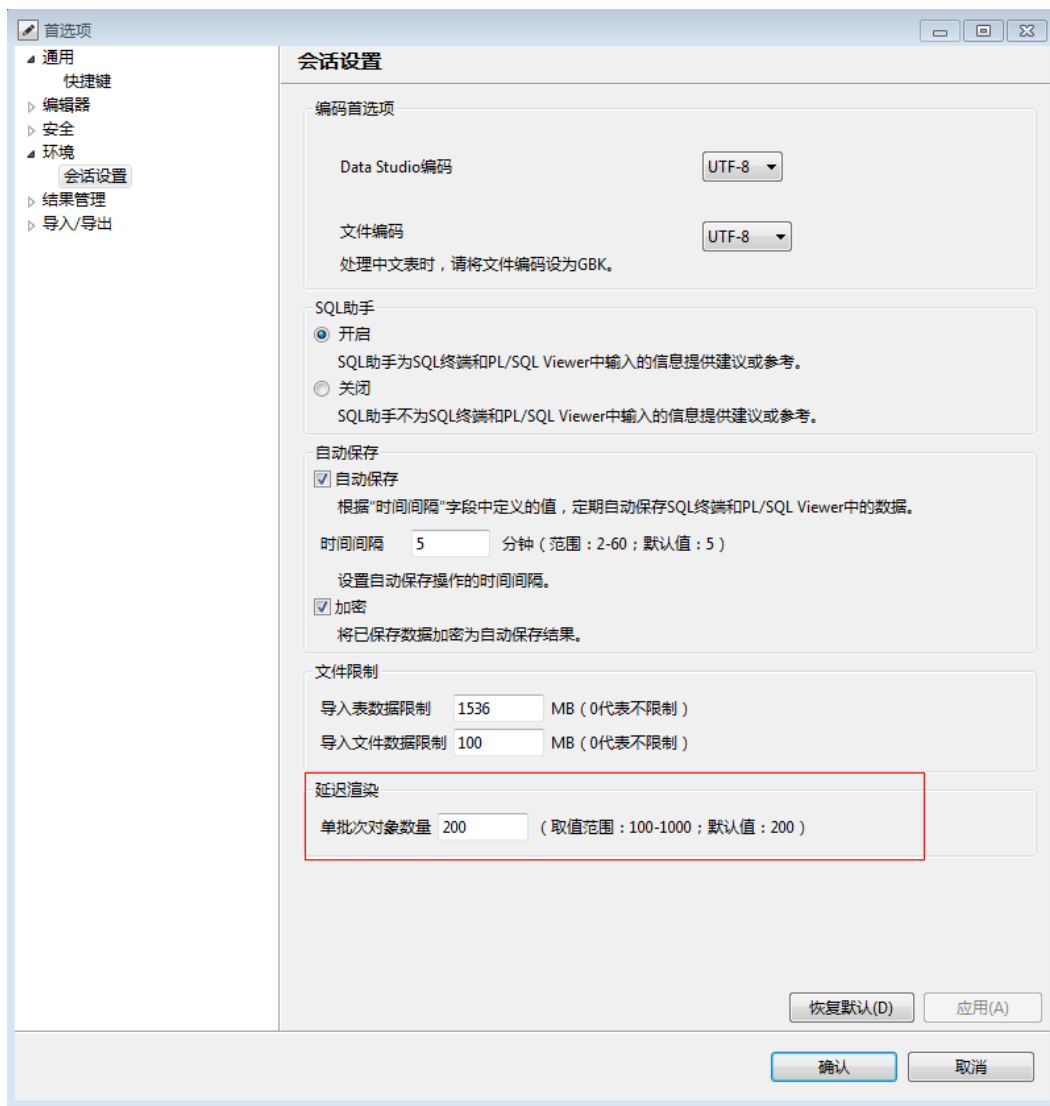 首选项
通用
快捷键
编辑器
安全
环境
会话设置
结果管理
导入/导出
会话设置
编码首选项
Data Studio编码 UTF-8
文件编码 UTF-8
处理中文表时，请将文件编码设为GBK。
SQL助手
开启
SQL助手为SQL终端和PL/SQL Viewer中输入的信息提供建议或参考。
关闭
SQL助手不为SQL终端和PL/SQL Viewer中输入的信息提供建议或参考。
自动保存
自动保存
根据"时间间隔"字段中定义的值，定期自动保存SQL终端和PL/SQL Viewer中的数据。
时间间隔 5 分钟（范围：2-60；默认值：5）
设置自动保存操作的时间间隔。
加密
将已保存数据加密为自动保存结果。
文件限制
导入表数据限制 1536 MB（0代表不限制）
导入文件数据限制 100 MB（0代表不限制）
延迟渲染
单批次对象数量 200 （取值范围：100-1000；默认值：200）
恢复默认(D) 应用(A)
确认 取消